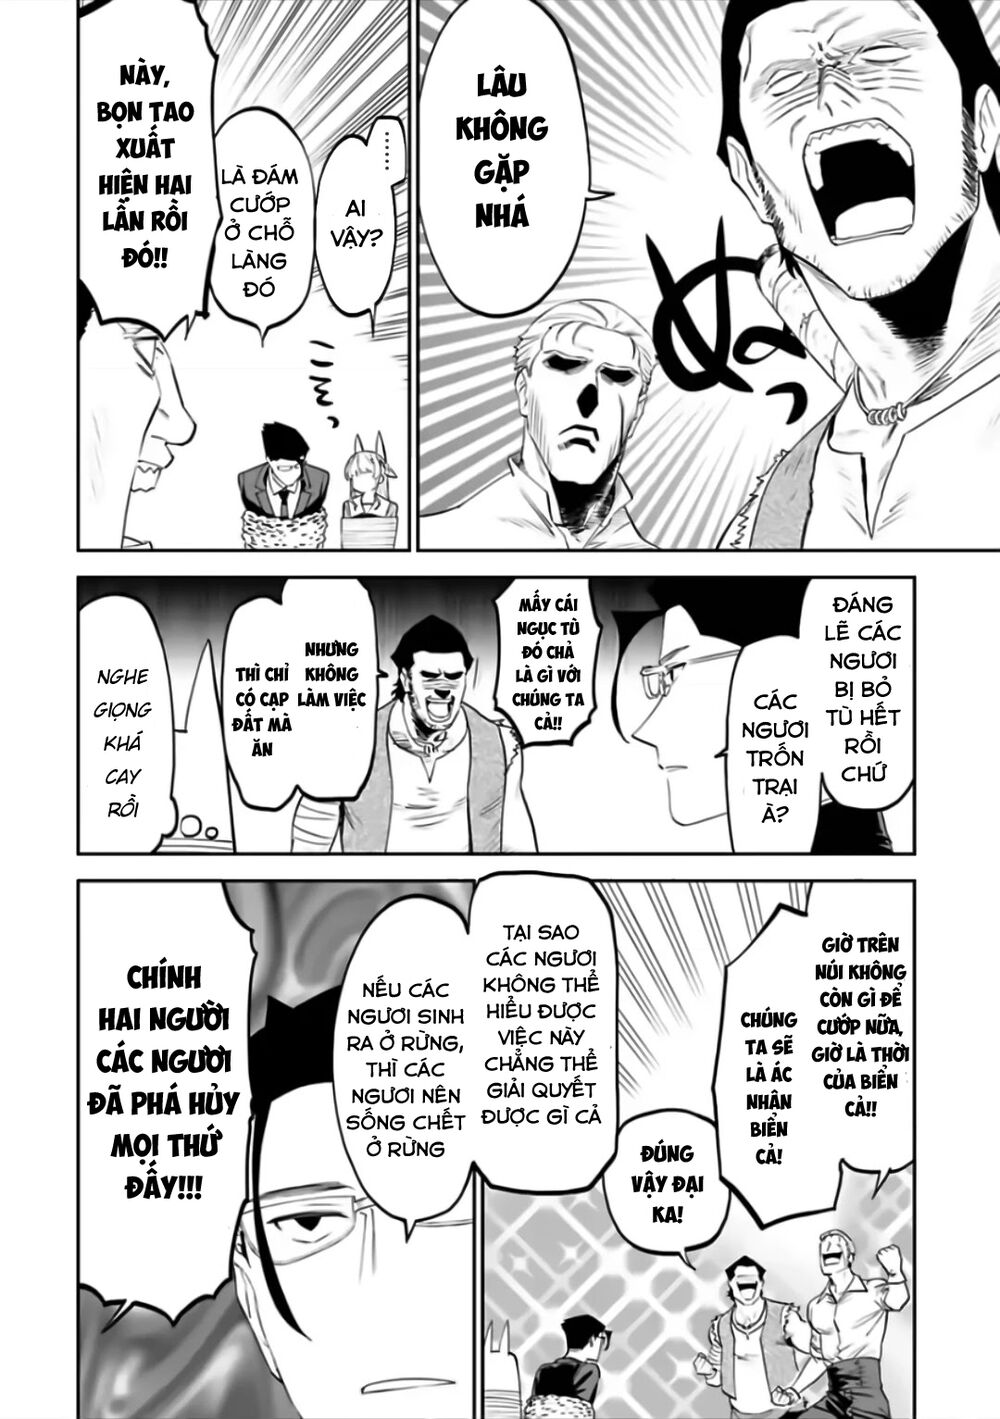 LÂU
KHÔNG
GẶP
NHÁ
ぬっ
……
AI
VẬY?
LÀ ĐÁM
CƯỚP
Ở CHỖ
LÀNG
ĐÓ
NÀY,
BỌN TAO
XUẤT
HIỆN HAI
LẦN RỒI
ĐÓ!!
ĐÁNG
LẼ CÁC
NGƯƠI
BỊ BỎ
TÙ HẾT
RỒI CHỨ
CÁC
NGƯƠI
TRỐN
TRẠI
À?
MẤY CÁI
NGỤC TÙ
ĐÓ CHẢ
LÀ GÌ VỚI
CHÚNG TA
CẢ!!
NHƯNG
KHÔNG
LÀM VIỆC
THÌ CHỈ
CÓ CẠP
ĐẤT MÀ
ĂN
NGHE
GIỌNG
KHÁ
CAY
RỒI
GIỜ TRÊN
NÚI KHÔNG
CÒN GÌ ĐỂ
CƯỚP NỮA,
GIỜ LÀ THỜI
CỦA BIỂN
CẢ!!
CHÚNG
TA SẼ
LÀ ÁC
NHÂN
BIỂN
CẢ!
ĐÚNG
VẬY ĐẠI
KA!
TẠI SAO
CÁC NGƯƠI
KHÔNG THỂ
HIỂU ĐƯỢC
VIỆC NÀY
CHẲNG THỂ
GIẢI QUYẾT
ĐƯỢC GÌ CẢ
NẾU CÁC
NGƯƠI SINH
RA Ở RỪNG,
THÌ CÁC
NGƯƠI NÊN
SỐNG CHẾT
Ở RỪNG
CHÍNH
HAI NGƯỜI
CÁC NGƯƠI
ĐÃ PHÁ HỦY
MỌI THỨ
ĐẤY!!!